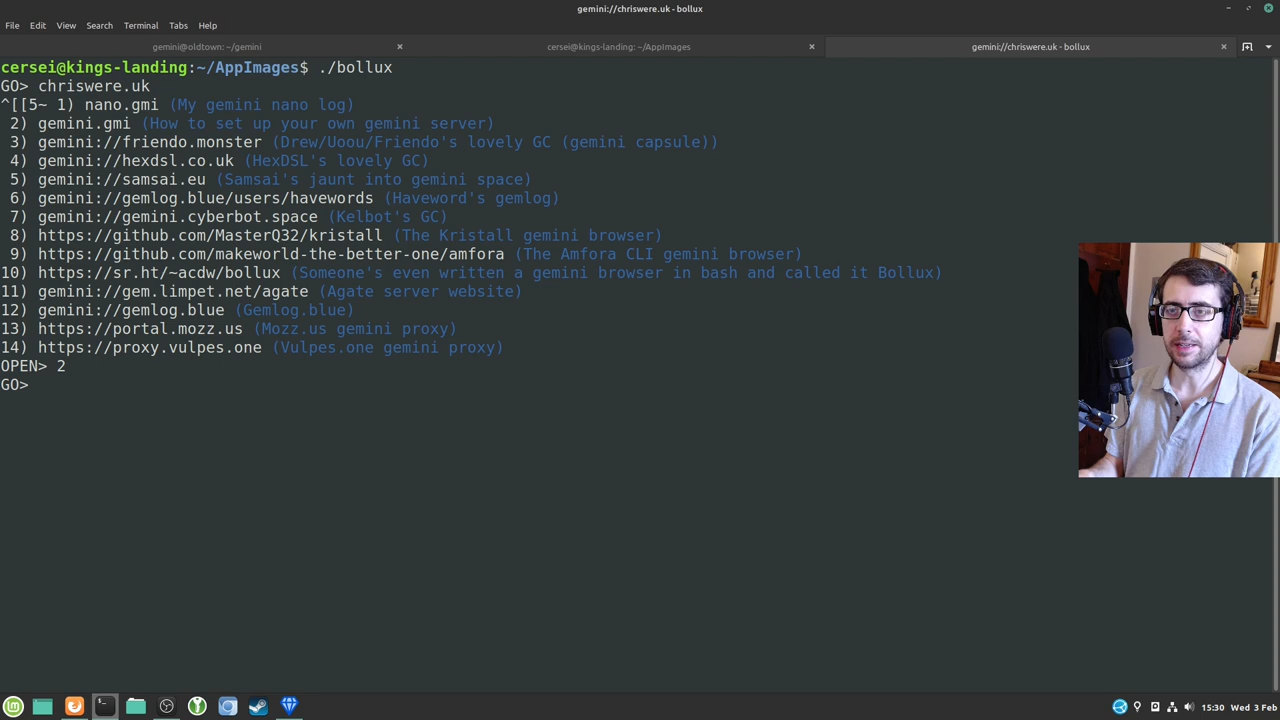 gemini://chriswere.uk - bollux
File Edit View Search Terminal Tabs Help
gemini@oldtown: ~/gemini
cersei@kings-landing: ~/AppImages
gemini://chriswere.uk - bollux
cersei@kings-landing:~/AppImages$ ./bollux
GO> chriswere.uk
^[[5~ 1) nano.gmi (My gemini nano log)
2) gemini.gmi (How to set up your own gemini server)
3) gemini://friendo.monster (Drew/Uoou/Friendo's lovely GC (gemini capsule))
4) gemini://hexdsl.co.uk (HexDSL's lovely GC)
5) gemini://samsai.eu (Samsai's jaunt into gemini space)
6) gemini://gemlog.blue/users/havewords (Haveword's gemlog)
7) gemini://gemini.cyberbot.space (Kelbot's GC)
8) https://github.com/MasterQ32/kristall (The Kristall gemini browser)
9) https://github.com/makeworld-the-better-one/amfora (The Amfora CLI gemini browser)
10) https://sr.ht/~acdw/bollux (Someone's even written a gemini browser in bash and called it Bollux)
11) gemini://gem.limpet.net/agate (Agate server website)
12) gemini://gemlog.blue (Gemlog.blue)
13) https://portal.mozz.us (Mozz.us gemini proxy)
14) https://proxy.vulpes.one (Vulpes.one gemini proxy)
OPEN> 2
GO>
15:30 Wed 3 Feb